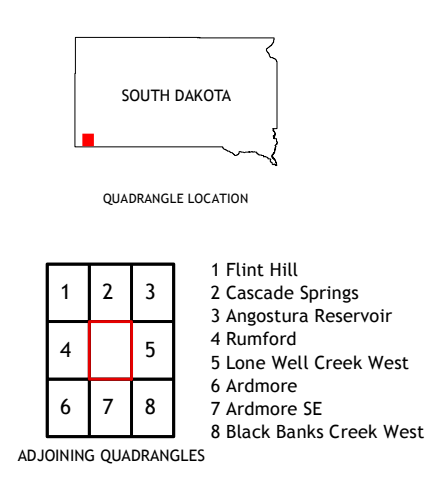 SOUTH DAKOTA
QUADRANGLE LOCATION
1 2 3
4 5
6 7 8
1 Flint Hill
2 Cascade Springs
3 Angostura Reservoir
4 Rumford
5 Lone Well Creek West
6 Ardmore
7 Ardmore SE
8 Black Banks Creek West
ADJOINING QUADRANGLES